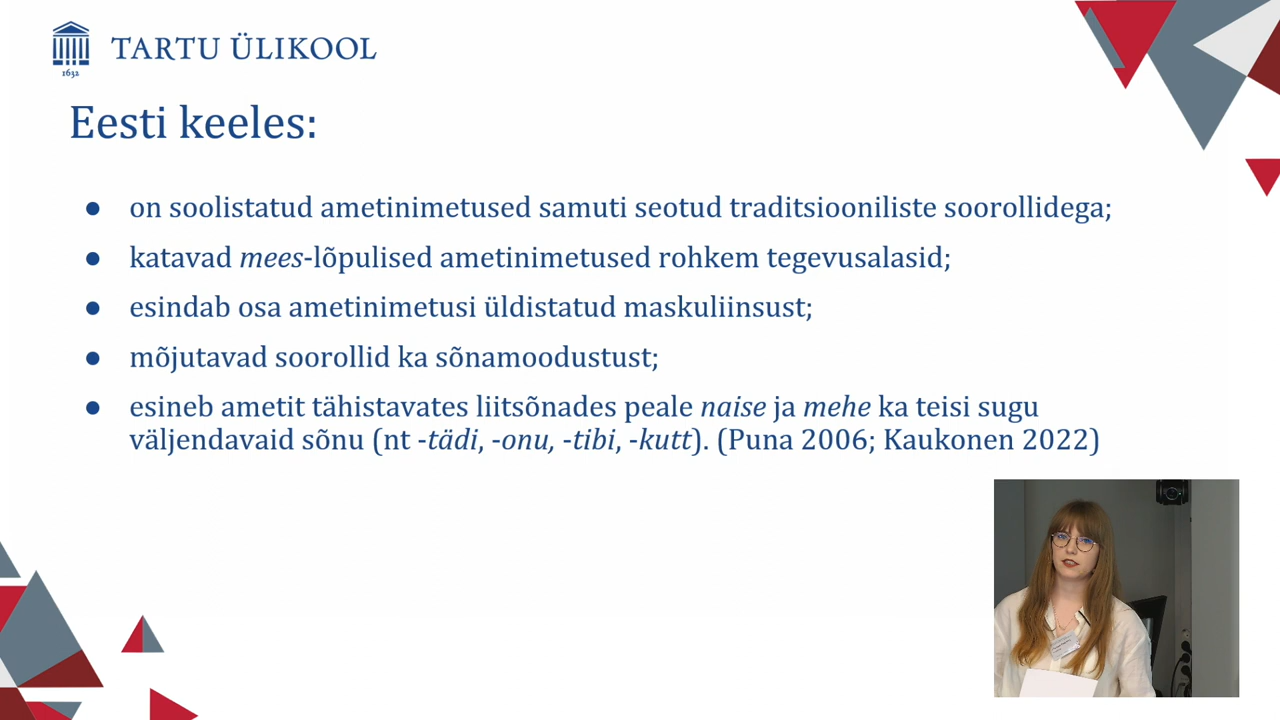 TARTU ÜLIKOOL
1632
Eesti keeles:
● on soolistatud ametinimetused samuti seotud traditsiooniliste soorollidega;
● katavad mees-lõpulised ametinimetused rohkem tegevusalasid;
● esindab osa ametinimetusi üldistatud maskuliinsust;
● mõjutavad soorollid ka sõnamoodustust;
● esineb ametit tähistavates liitsõnades peale naise ja mehe ka teisi sugu
väljendavaid sõnu (nt -tädi, -onu, -tibi, -kutt). (Puna 2006; Kaukonen 2022)